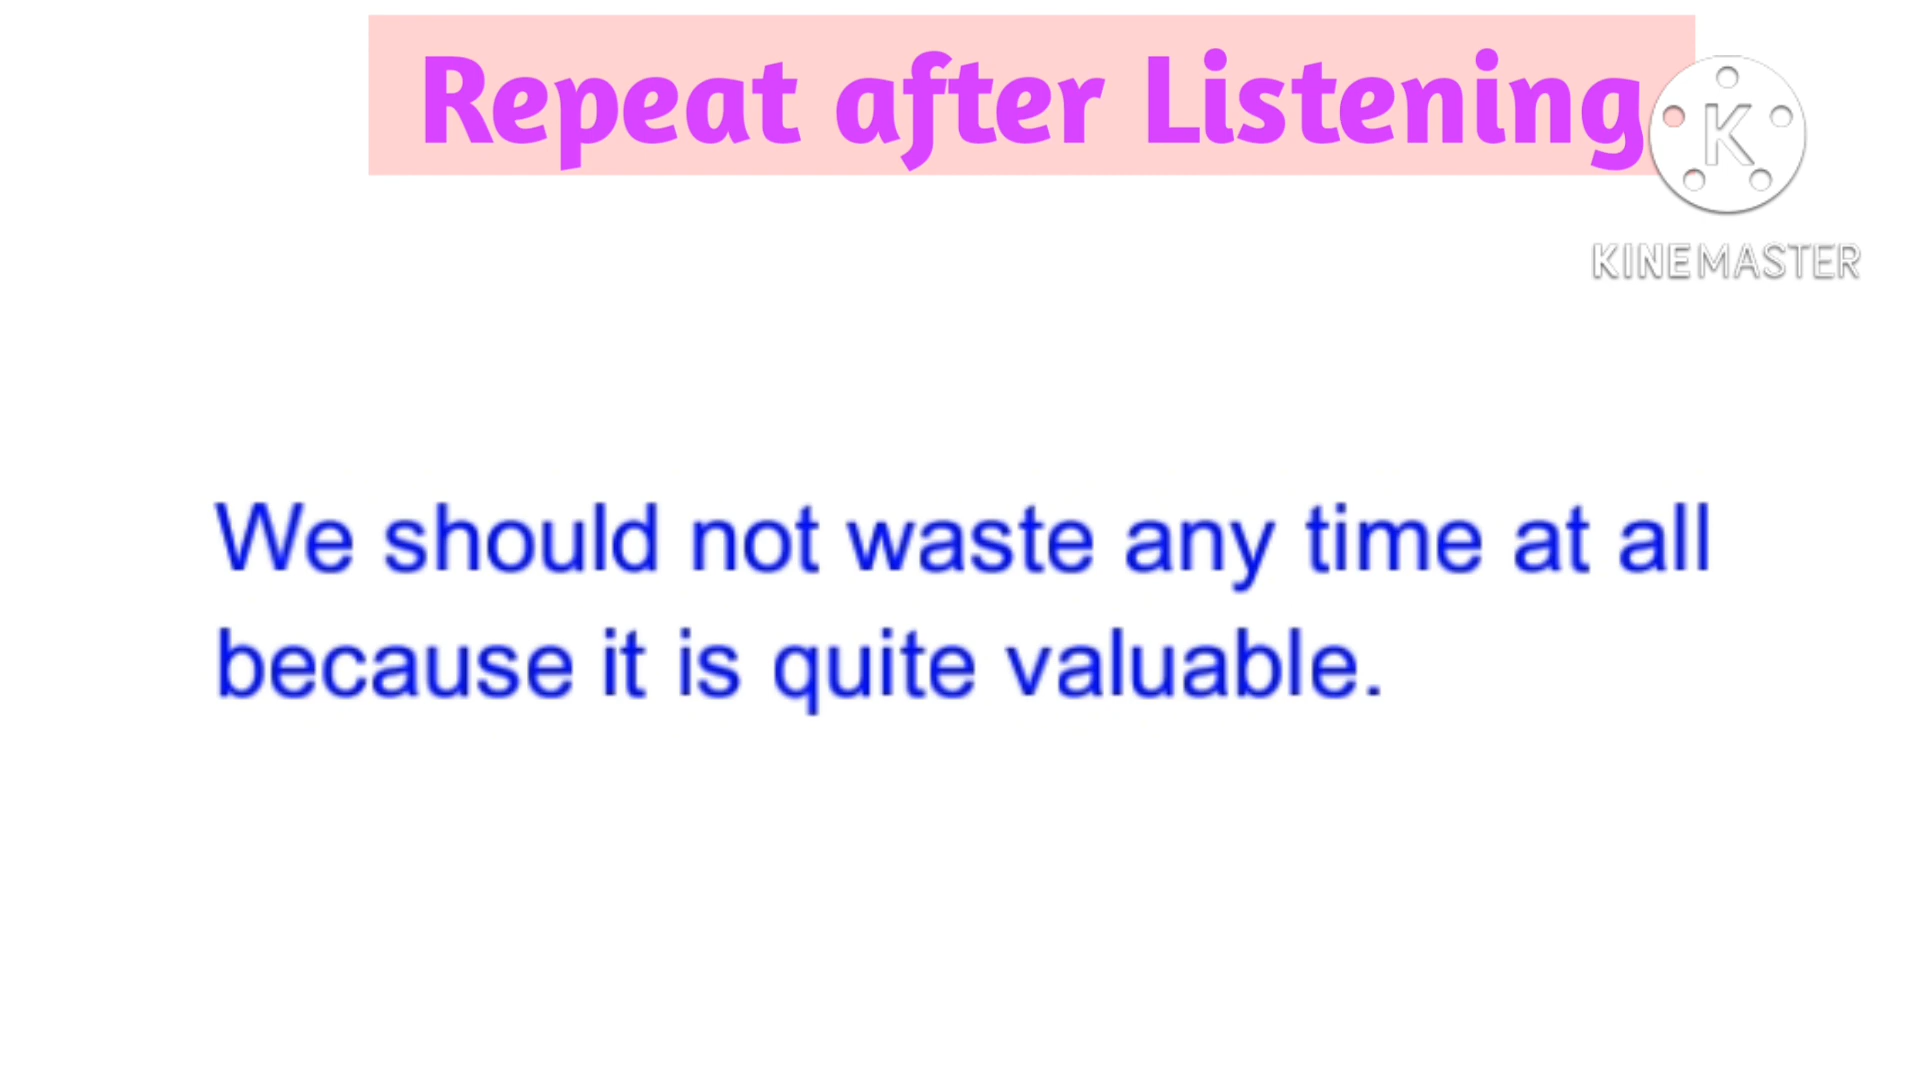 Repeat after Listening
K
KINEMASTER
We should not waste any time at all
because it is quite valuable.